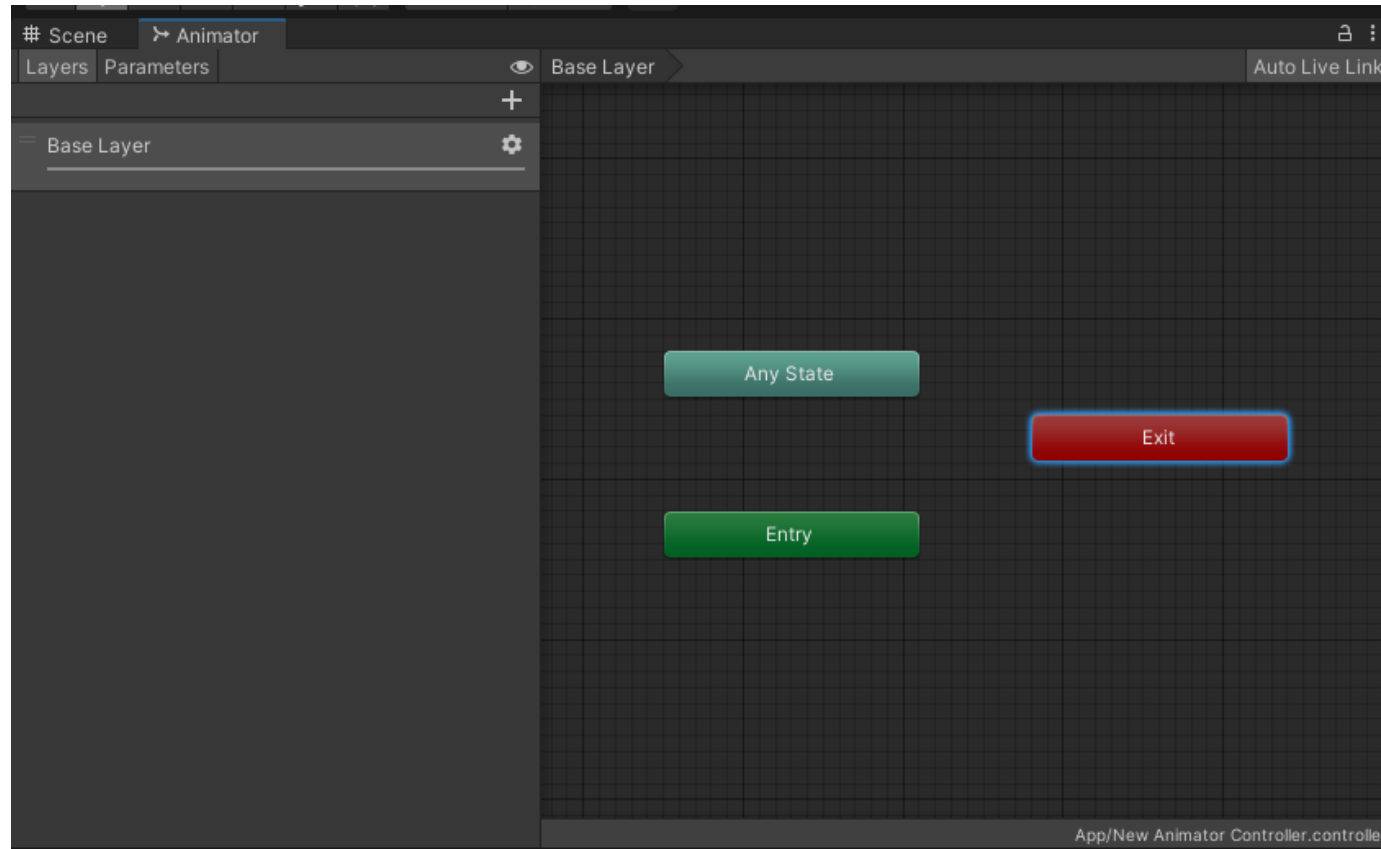 Scene Animator
Layers Parameters
Base Layer
Auto Live Link
Base Layer
Any State
Exit
Entry
App/New Animator Controller.controlle